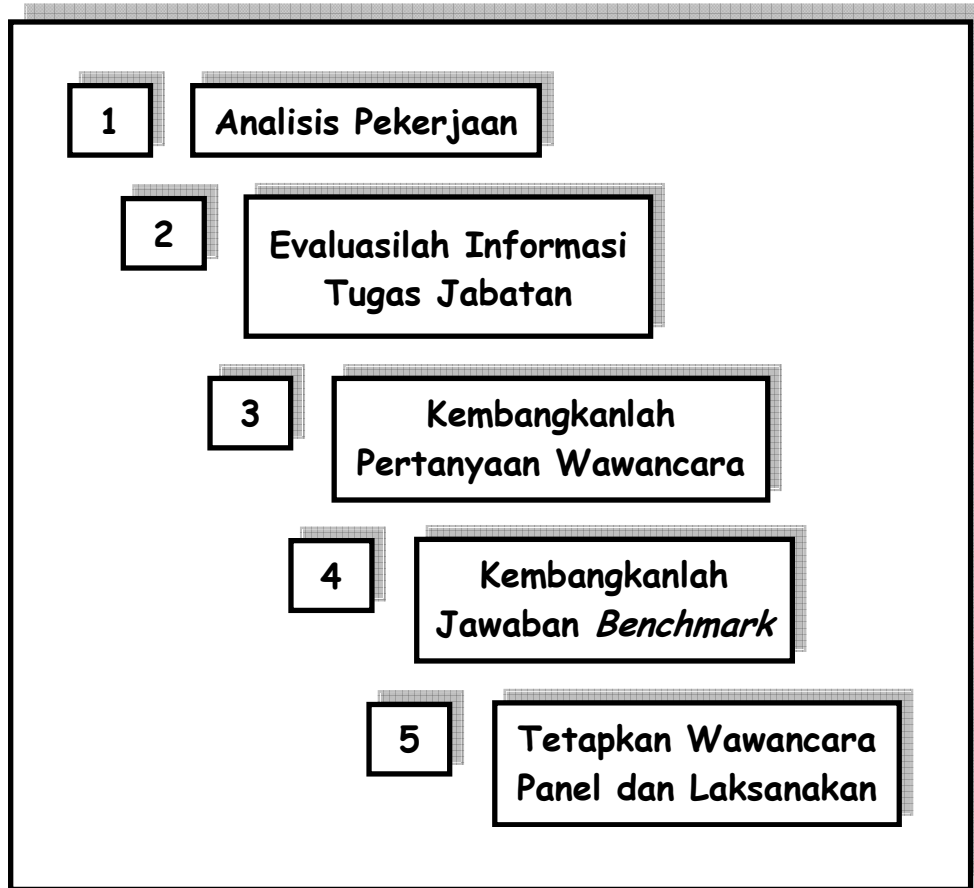 1 Analisis Pekerjaan
2 Evaluasilah Informasi
Tugas Jabatan
3 Kembangkanlah
Pertanyaan Wawancara
4 Kembangkanlah
Jawaban Benchmark
5 Tetapkan Wawancara
Panel dan Laksanakan